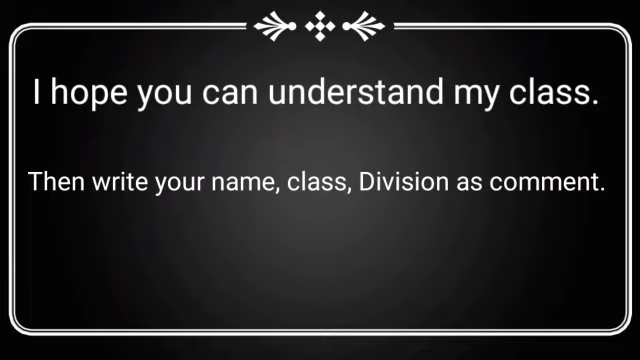 I hope you can understand my class.
Then write your name, class, Division as comment.